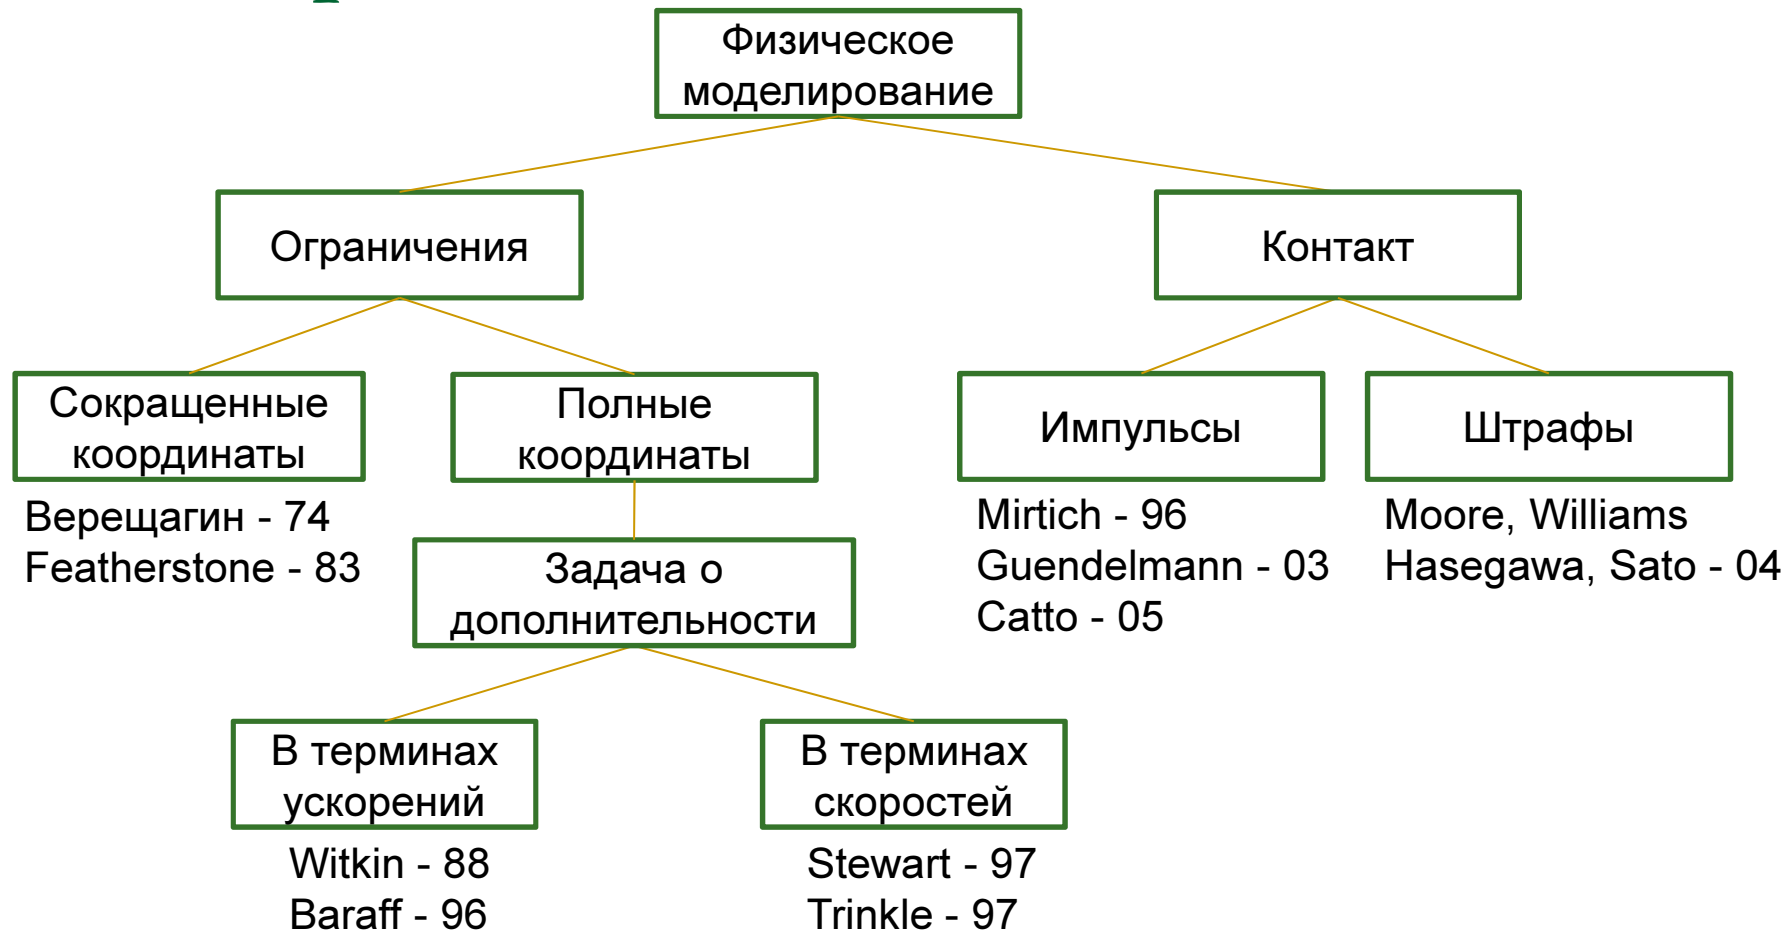 Физическое
моделирование
Ограничения
Контакт
Сокращенные
координаты
Полные
координаты
Импульсы
Штрафы
Верещагин - 74
Featherstone - 83
Mirtich - 96
Guendelmann - 03
Catto - 05
Moore, Williams
Hasegawa, Sato - 04
Задача о
дополнительности
В терминах
ускорений
В терминах
скоростей
Witkin - 88
Baraff - 96
Stewart - 97
Trinkle - 97